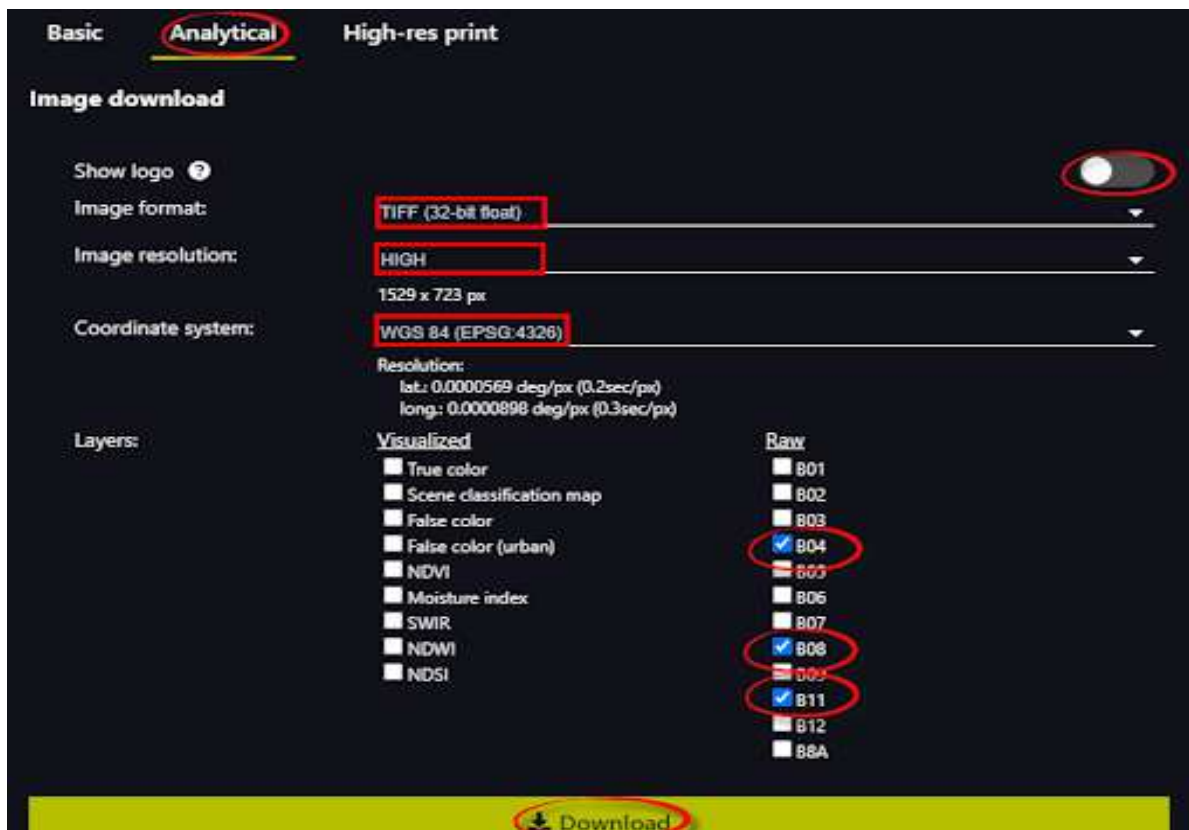 Basic Analytical High-res print
Image download
Show logo ?
Image format: TIFF (32-bit float)
Image resolution: HIGH
1529 x 723 px
Coordinate system: WGS 84 (EPSG:4326)
Resolution:
lat.: 0.0000569 deg/px (0.2sec/px)
long.: 0.0000898 deg/px (0.3sec/px)
Layers: Visualized Raw
True color B01
Scene classification map B02
False color B03
False color (urban) B04
NDVI B05
Moisture index B06
SWIR B07
NDWI B08
NDSI B09
B11
B12
B8A
Download